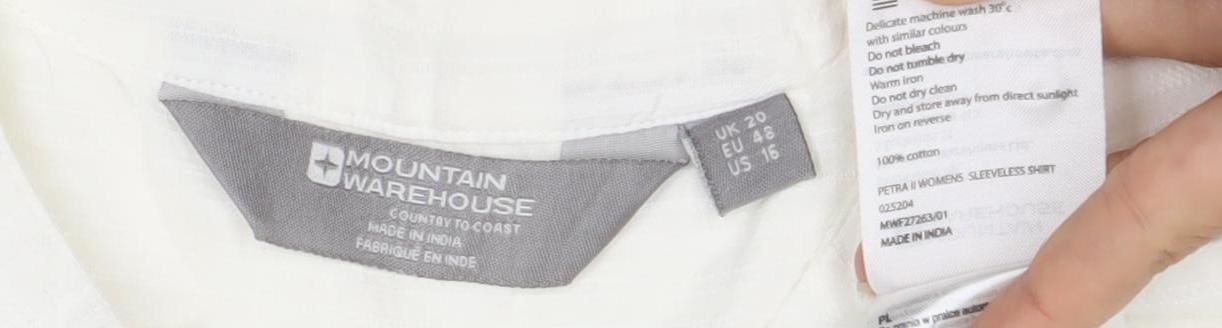 MOUNTAIN
WAREHOUSE
COUNTRY TO COAST
MADE IN INDIA
FABRIQUÉ EN INDE
UK 20
EU 48
US 16
Delicate machine wash 30°c
with similar colours
Do not bleach
Do not tumble dry
Warm iron
Do not dry clean
Dry and store away from direct sunlight
Iron on reverse
100% cotton
PETRA II WOMENS SLEEVELESS SHIRT
025204
MWF27263/01
MADE IN INDIA
PL
w pralce